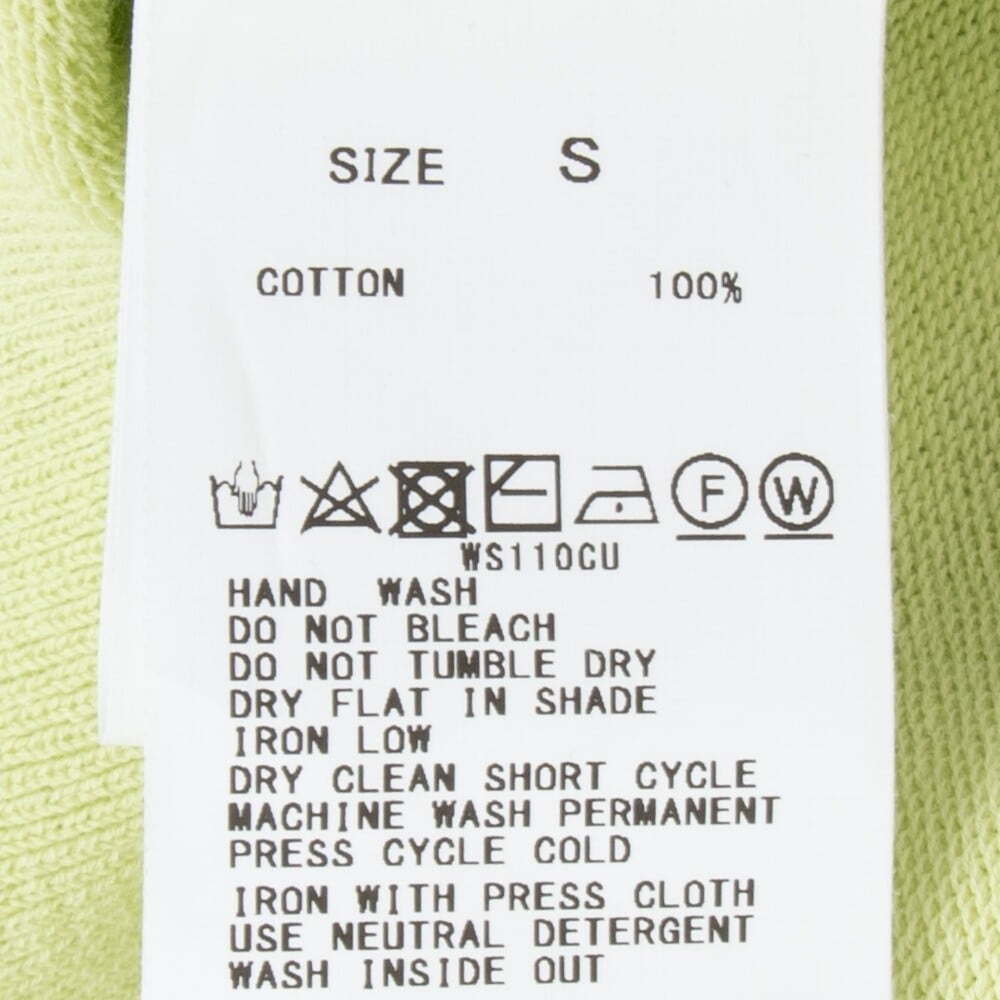 SIZE S
COTTON 100%
F W
WS110CU
HAND WASH
DO NOT BLEACH
DO NOT TUMBLE DRY
DRY FLAT IN SHADE
IRON LOW
DRY CLEAN SHORT CYCLE
MACHINE WASH PERMANENT
PRESS CYCLE COLD
IRON WITH PRESS CLOTH
USE NEUTRAL DETERGENT
WASH INSIDE OUT